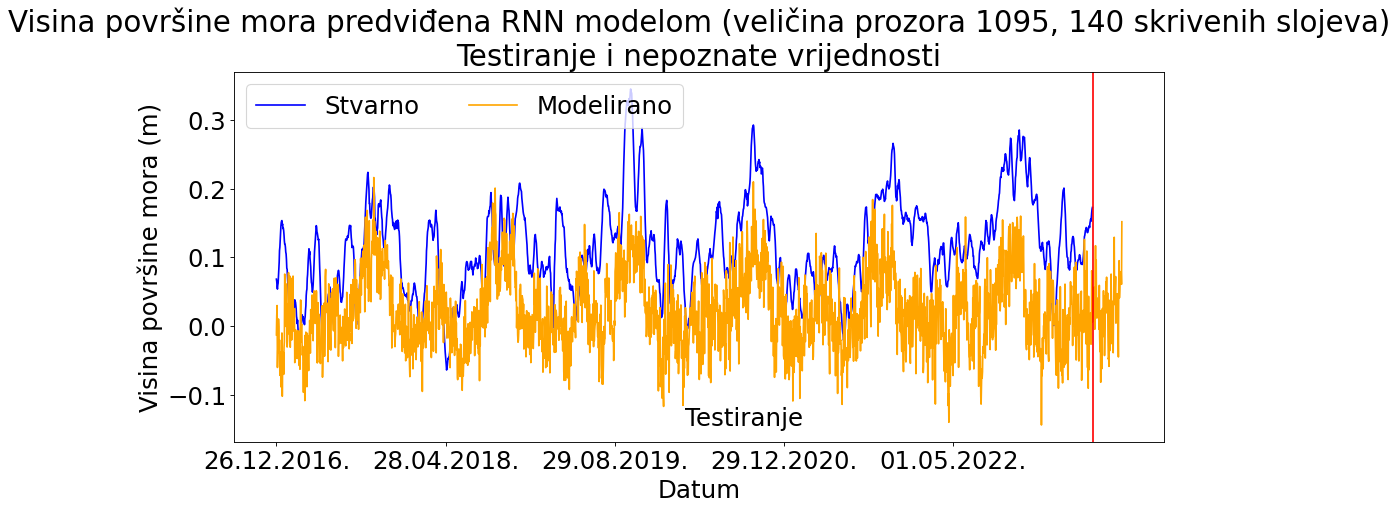 Visina površine mora predviđena RNN modelom (veličina prozora 1095, 140 skrivenih slojeva)
Testiranje i nepoznate vrijednosti
Stvarno Modelirano
Visina površine mora (m)
0.3
0.2
0.1
0.0
−0.1
Testiranje
26.12.2016. 28.04.2018. 29.08.2019. 29.12.2020. 01.05.2022.
Datum